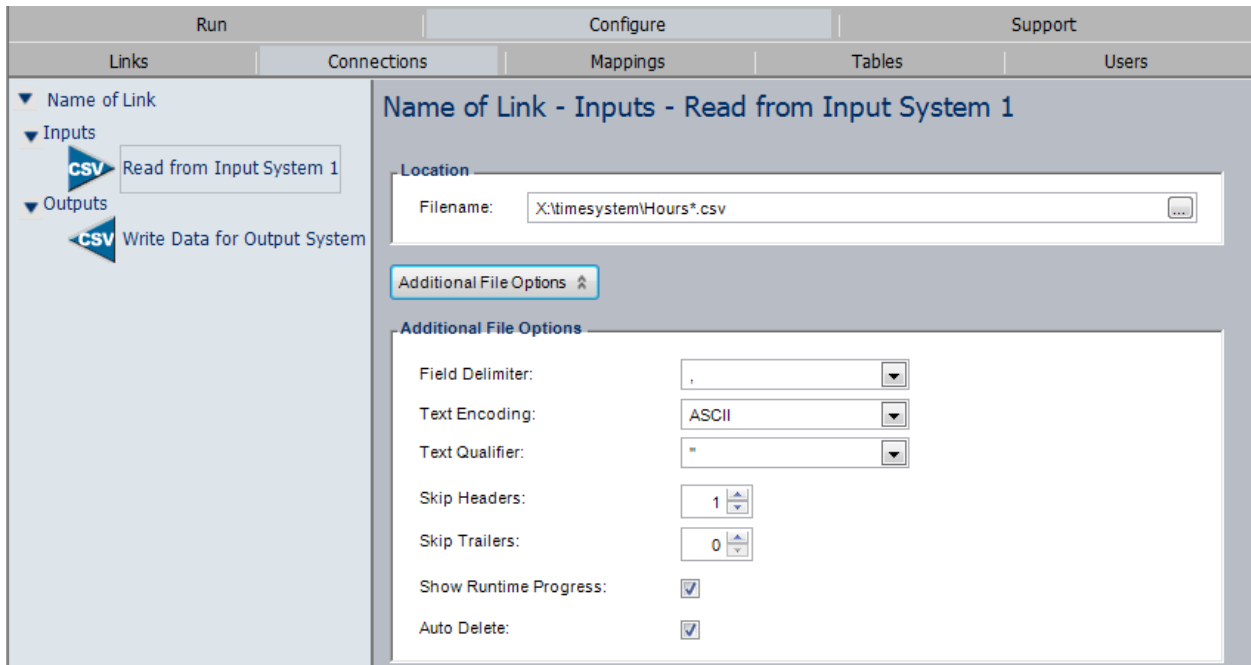 Run Configure Support
Links Connections Mappings Tables Users
Name of Link
Inputs
CSV Read from Input System 1
Outputs
CSV Write Data for Output System
Name of Link - Inputs - Read from Input System 1
Location
Filename: X:\timesystem\Hours*.csv ...
Additional File Options
Additional File Options
Field Delimiter: ,
Text Encoding: ASCII
Text Qualifier: "
Skip Headers: 1
Skip Trailers: 0
Show Runtime Progress:
Auto Delete: